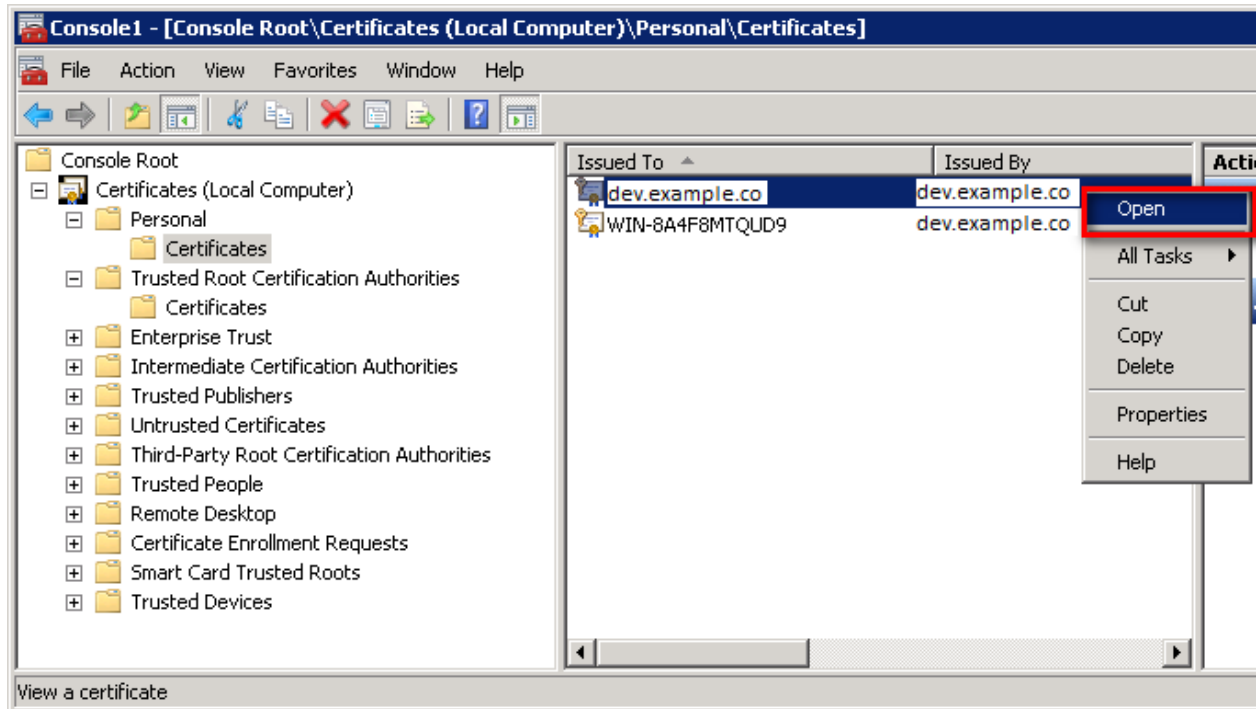 Console1 - [Console Root\Certificates (Local Computer)\Personal\Certificates]
File Action View Favorites Window Help
Console Root
Certificates (Local Computer)
Personal
Certificates
Trusted Root Certification Authorities
Certificates
Enterprise Trust
Intermediate Certification Authorities
Trusted Publishers
Untrusted Certificates
Third-Party Root Certification Authorities
Trusted People
Remote Desktop
Certificate Enrollment Requests
Smart Card Trusted Roots
Trusted Devices
Issued To Issued By
dev.example.co dev.example.co
WIN-8A4F8MTQUD9 dev.example.co
Open
All Tasks
Cut
Copy
Delete
Properties
Help
Acti
View a certificate